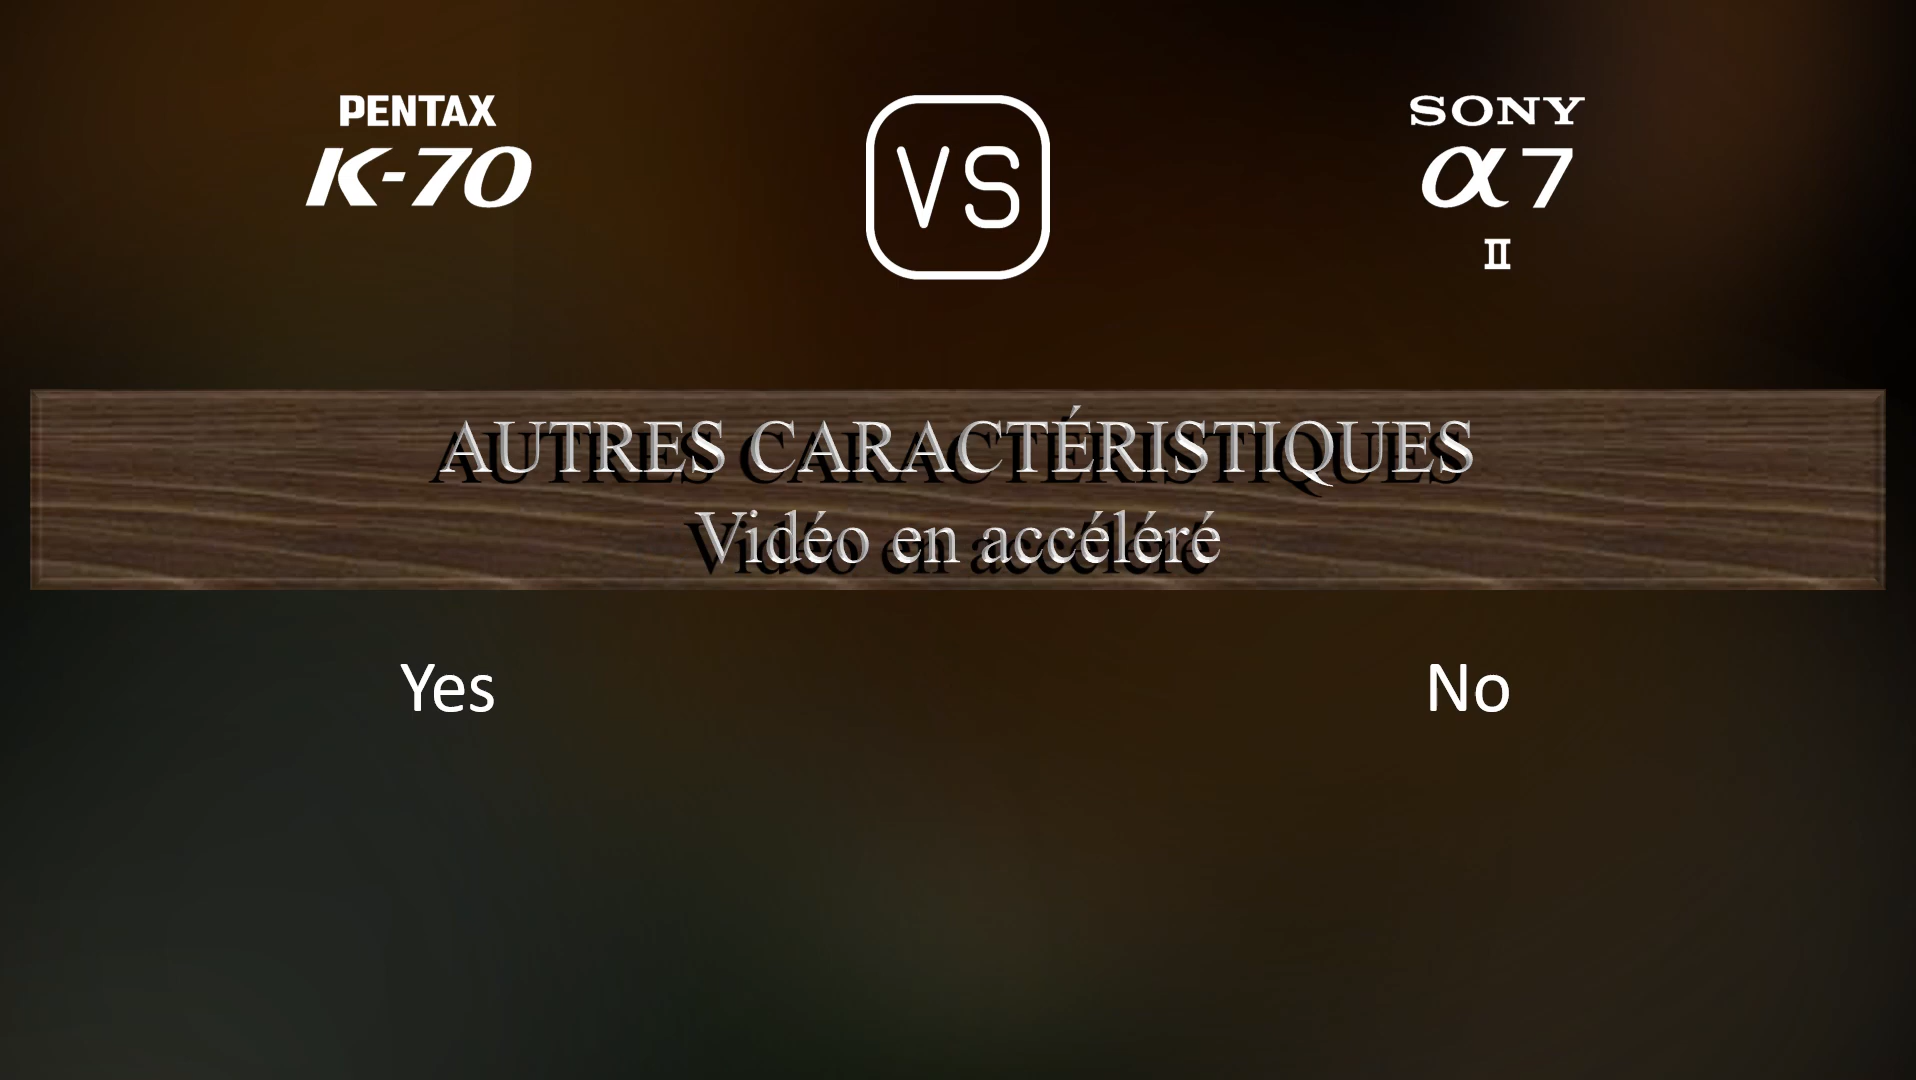 PENTAX
K-70
VS
SONY
α7
II
AUTRES CARACTÉRISTIQUES
Vidéo en accéléré
Yes
No